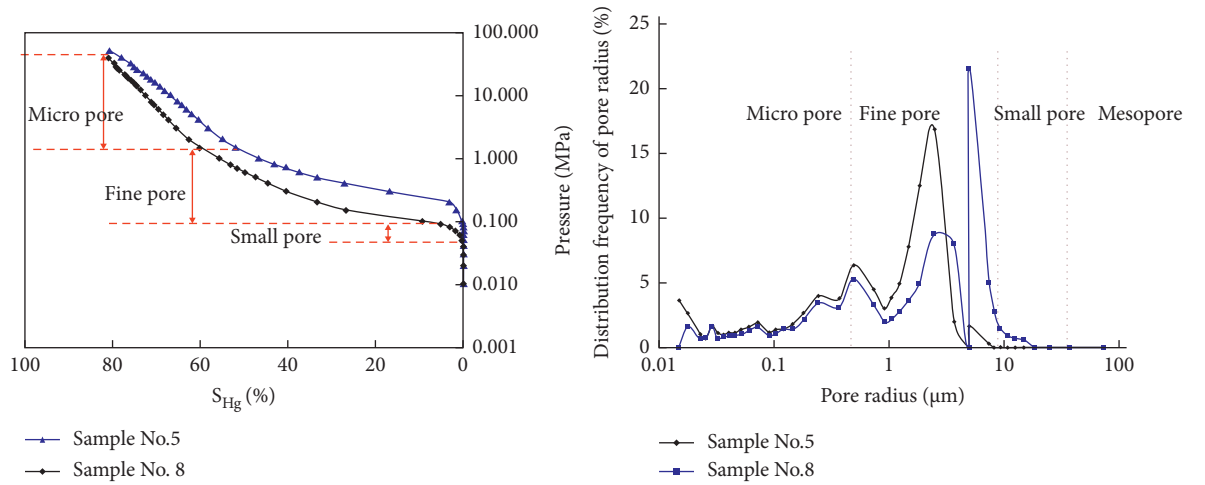 100.000
10.000
1.000
0.100
0.010
0.001
Pressure (MPa)
Micro pore
Fine pore
Small pore
100
80
60
40
20
0
S_Hg (%)
Sample No.5
Sample No. 8
Distribution frequency of pore radius (%)
25
20
15
10
5
0
Micro pore
Fine pore
Small pore
Mesopore
0.01
0.1
1
10
100
Pore radius (µm)
Sample No.5
Sample No.8